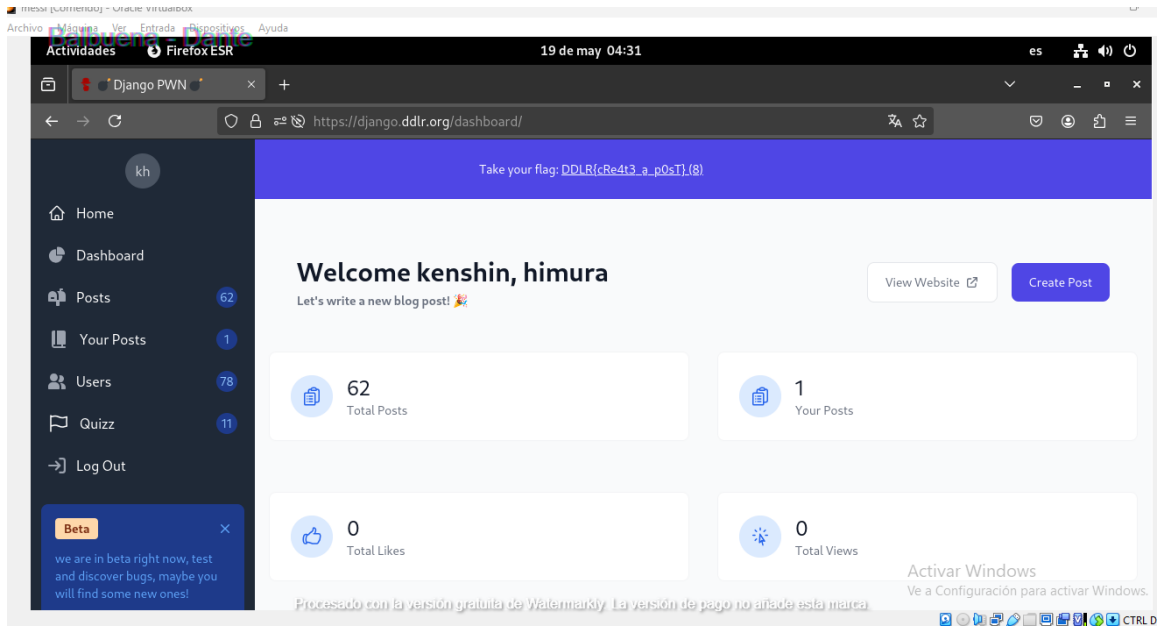 messi [Corriendo] - Oracle VirtualBox
Archivo Máquina Ver Entrada Dispositivos Ayuda
Balbuena - Dante
Actividades Firefox ESR 19 de may 04:31 es
Django PWN
https://django.ddlr.org/dashboard/
kh
Take your flag: DDLR{cRe4t3_a_p0sT} (8)
Home
Dashboard
Posts 62
Your Posts 1
Users 78
Quizz 11
Log Out
Welcome kenshin, himura
Let's write a new blog post!
View Website
Create Post
62
Total Posts
1
Your Posts
0
Total Likes
0
Total Views
Beta
we are in beta right now, test
and discover bugs, maybe you
will find some new ones!
Activar Windows
Ve a Configuración para activar Windows.
Procesado con la versión gratuita de Watermarkly. La versión de pago no añade esta marca.
CTRL D